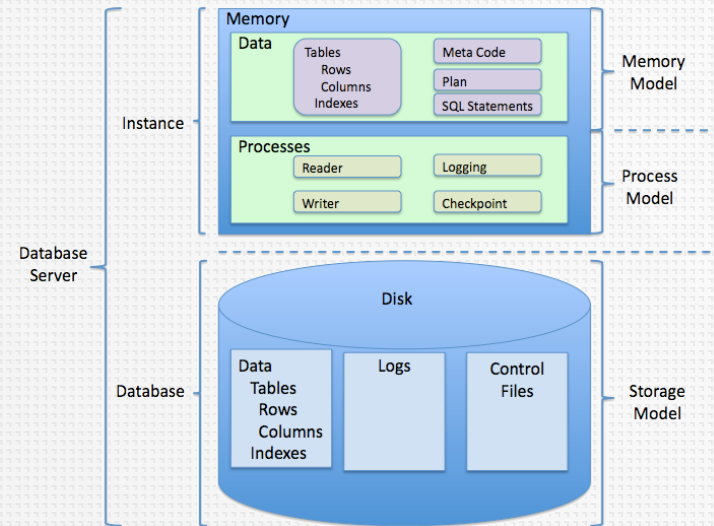 Memory
Data
Tables
Rows
Columns
Indexes
Meta Code
Plan
SQL Statements
Memory
Model
Instance
Processes
Reader
Logging
Writer
Checkpoint
Process
Model
Database
Server
Disk
Data
Tables
Rows
Columns
Indexes
Logs
Control
Files
Database
Storage
Model